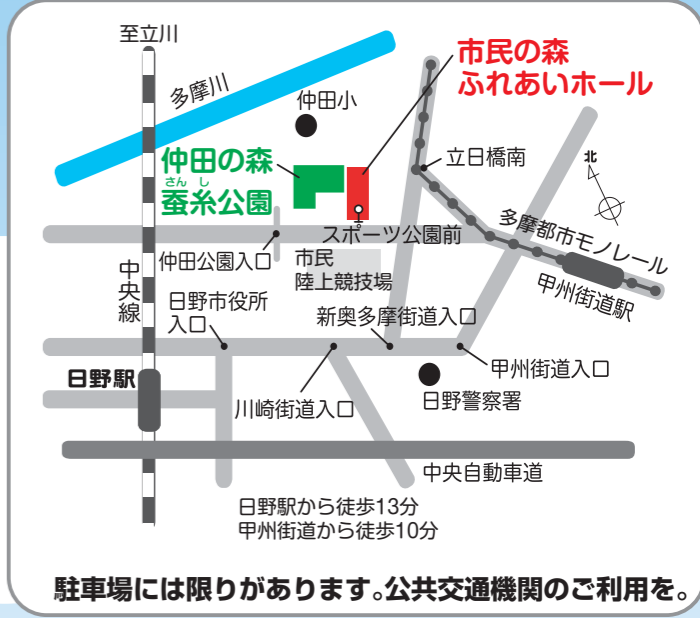 至立川
多摩川
仲田小
市民の森
ふれあいホール
立日橋南
北
仲田の森
さん し
蚕糸公園
多摩都市モノレール
スポーツ公園前
仲田公園入口
市民
陸上競技場
甲州街道駅
中央線
日野市役所
入口
新奥多摩街道入口
甲州街道入口
日野駅
川崎街道入口
日野警察署
中央自動車道
日野駅から徒歩13分
甲州街道から徒歩10分
駐車場には限りがあります。公共交通機関のご利用を。